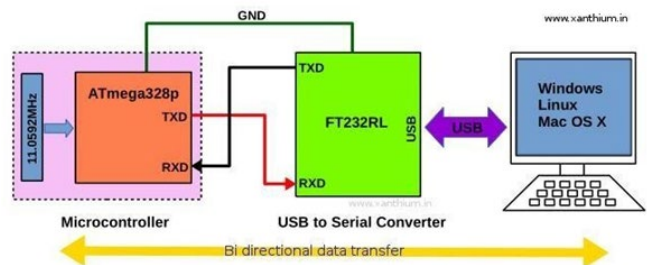 GND
www.xanthium.in
11.0592MHz
ATmega328p
TXD
RXD
TXD
FT232RL
RXD
USB
USB
Windows
Linux
Mac OS X
www.xanthium.in
Microcontroller
USB to Serial Converter
Bi directional data transfer